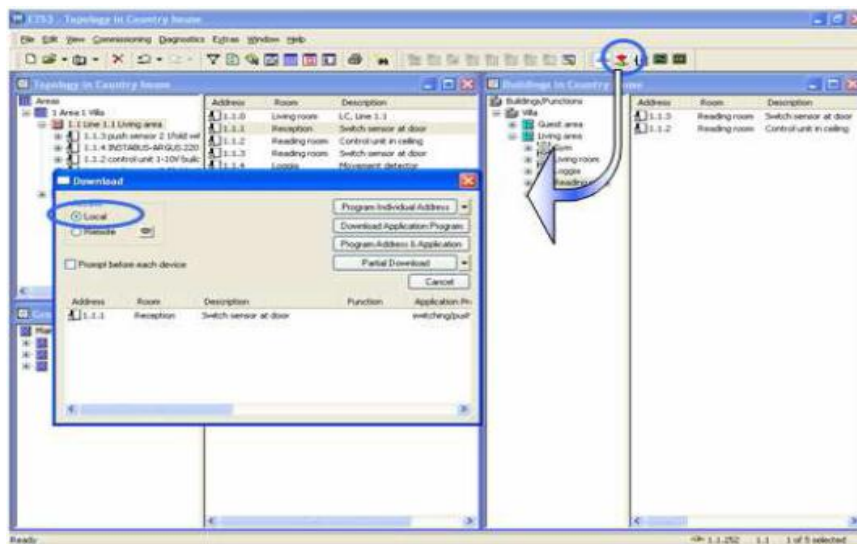 ETS3 - Topology in Country house
File Edit View Commissioning Diagnostics Extras Window Help
Topology in Country house
Areas
1 Area 1 Villa
1.1 Line 1.1 Living area
1.1.3 push sensor 2 1fold wit
1.1.4 INSTABUS-ARGUS 220
1.1.2 control unit 1-10V builc
Address Room Description
1.1.0 Living room LC, Line 1.1
1.1.1 Reception Switch sensor at door
1.1.2 Reading room Control unit in ceiling
1.1.3 Reading room Switch sensor at door
1.1.4 Loggia Movement detector
Buildings in Country house
Buildings/Functions
Villa
Guest area
Living area
Gym
Living room
Loggia
Reading
Address Room Description
1.1.3 Reading room Switch sensor at door
1.1.2 Reading room Control unit in ceiling
Download
Local
Remote
Prompt before each device
Program Individual Address
Download Application Program
Program Address & Application
Partial Download
Cancel
Address Room Description Function Application Pro
1.1.1 Reception Switch sensor at door switching/push
Ready
1.1.252 1.1 1 of 5 selected